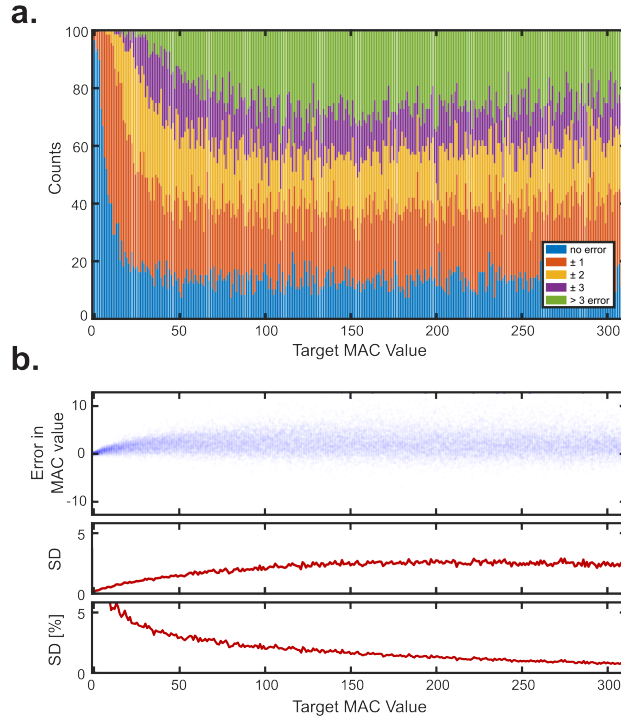 a.
100
80
60
40
20
0
Counts
no error
± 1
± 2
± 3
> 3 error
0 50 100 150 200 250 300
Target MAC Value
b.
10
0
-10
Error in
MAC value
5
0
SD
5
0
SD [%]
0 50 100 150 200 250 300
Target MAC Value